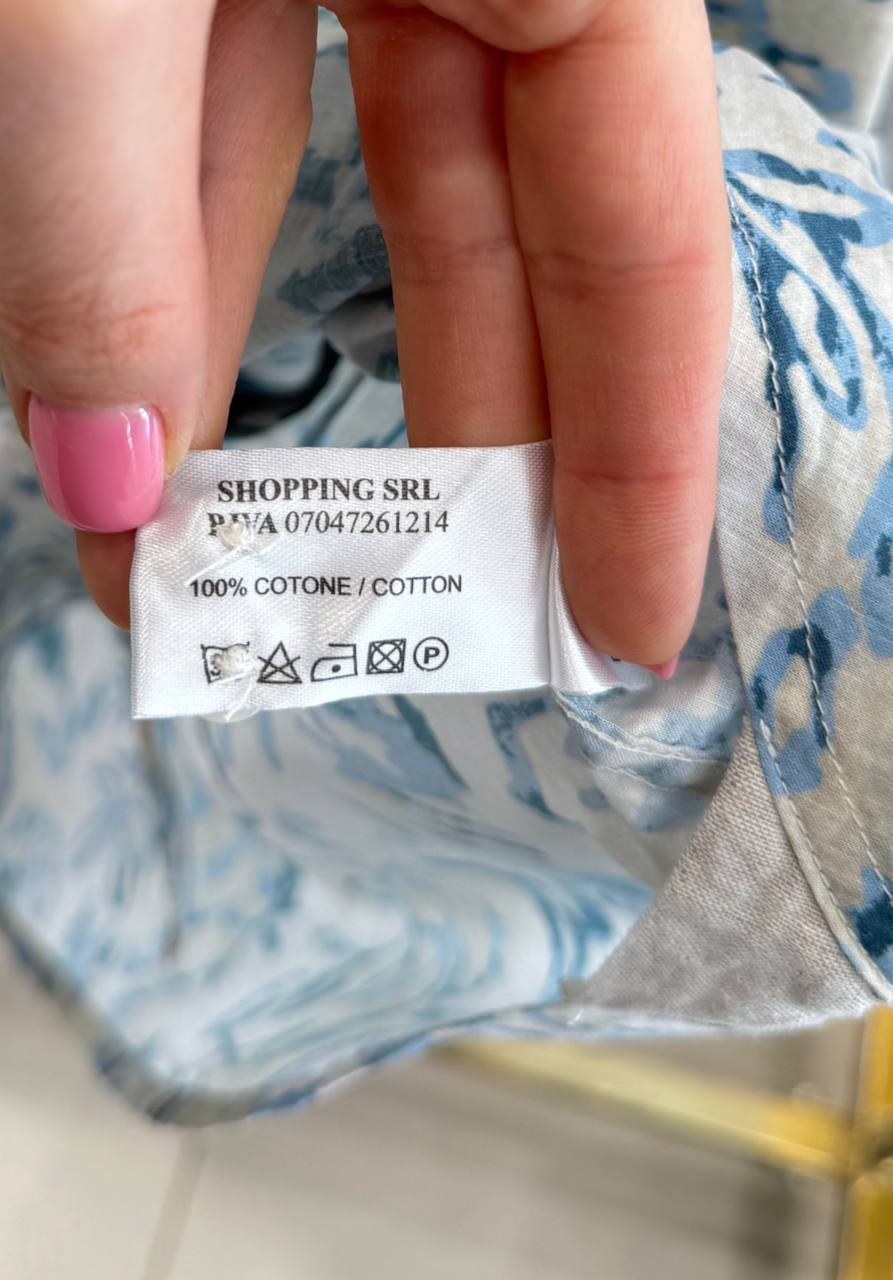 SHOPPING SRL
P.IVA 07047261214
100% COTONE / COTTON
P